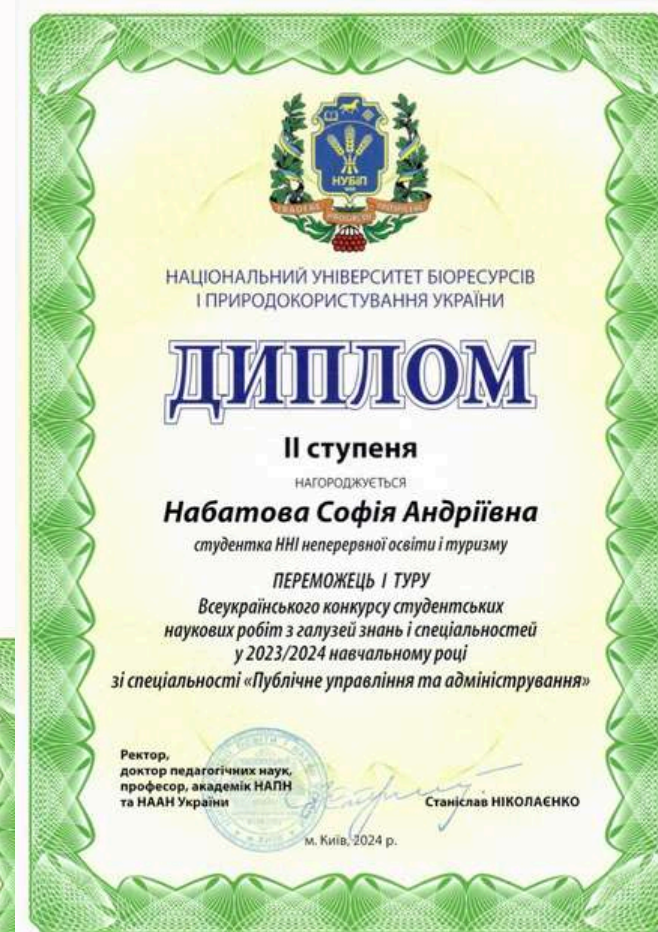 НУБіП
НАЦІОНАЛЬНИЙ УНІВЕРСИТЕТ БІОРЕСУРСІВ
І ПРИРОДОКОРИСТУВАННЯ УКРАЇНИ
ДИПЛОМ
ІІ ступеня
НАГОРОДЖУЄТЬСЯ
Набатова Софія Андріївна
студентка ННІ неперервної освіти і туризму
ПЕРЕМОЖЕЦЬ І ТУРУ
Всеукраїнського конкурсу студентських
наукових робіт з галузей знань і спеціальностей
у 2023/2024 навчальному році
зі спеціальності «Публічне управління та адміністрування»
Ректор,
доктор педагогічних наук,
професор, академік НАПН
та НААН України
Станіслав НІКОЛАЄНКО
м. Київ, 2024 р.